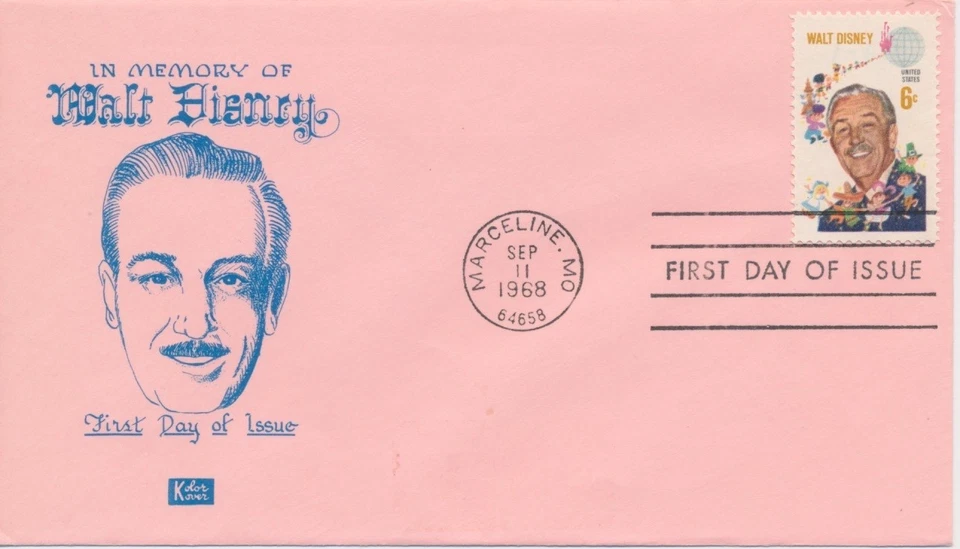 IN MEMORY OF
Walt Disney
First Day of Issue
Kolor Kover
MARCELINE, MO
SEP
11
1968
64658
WALT DISNEY
UNITED
STATES
6c
FIRST DAY OF ISSUE